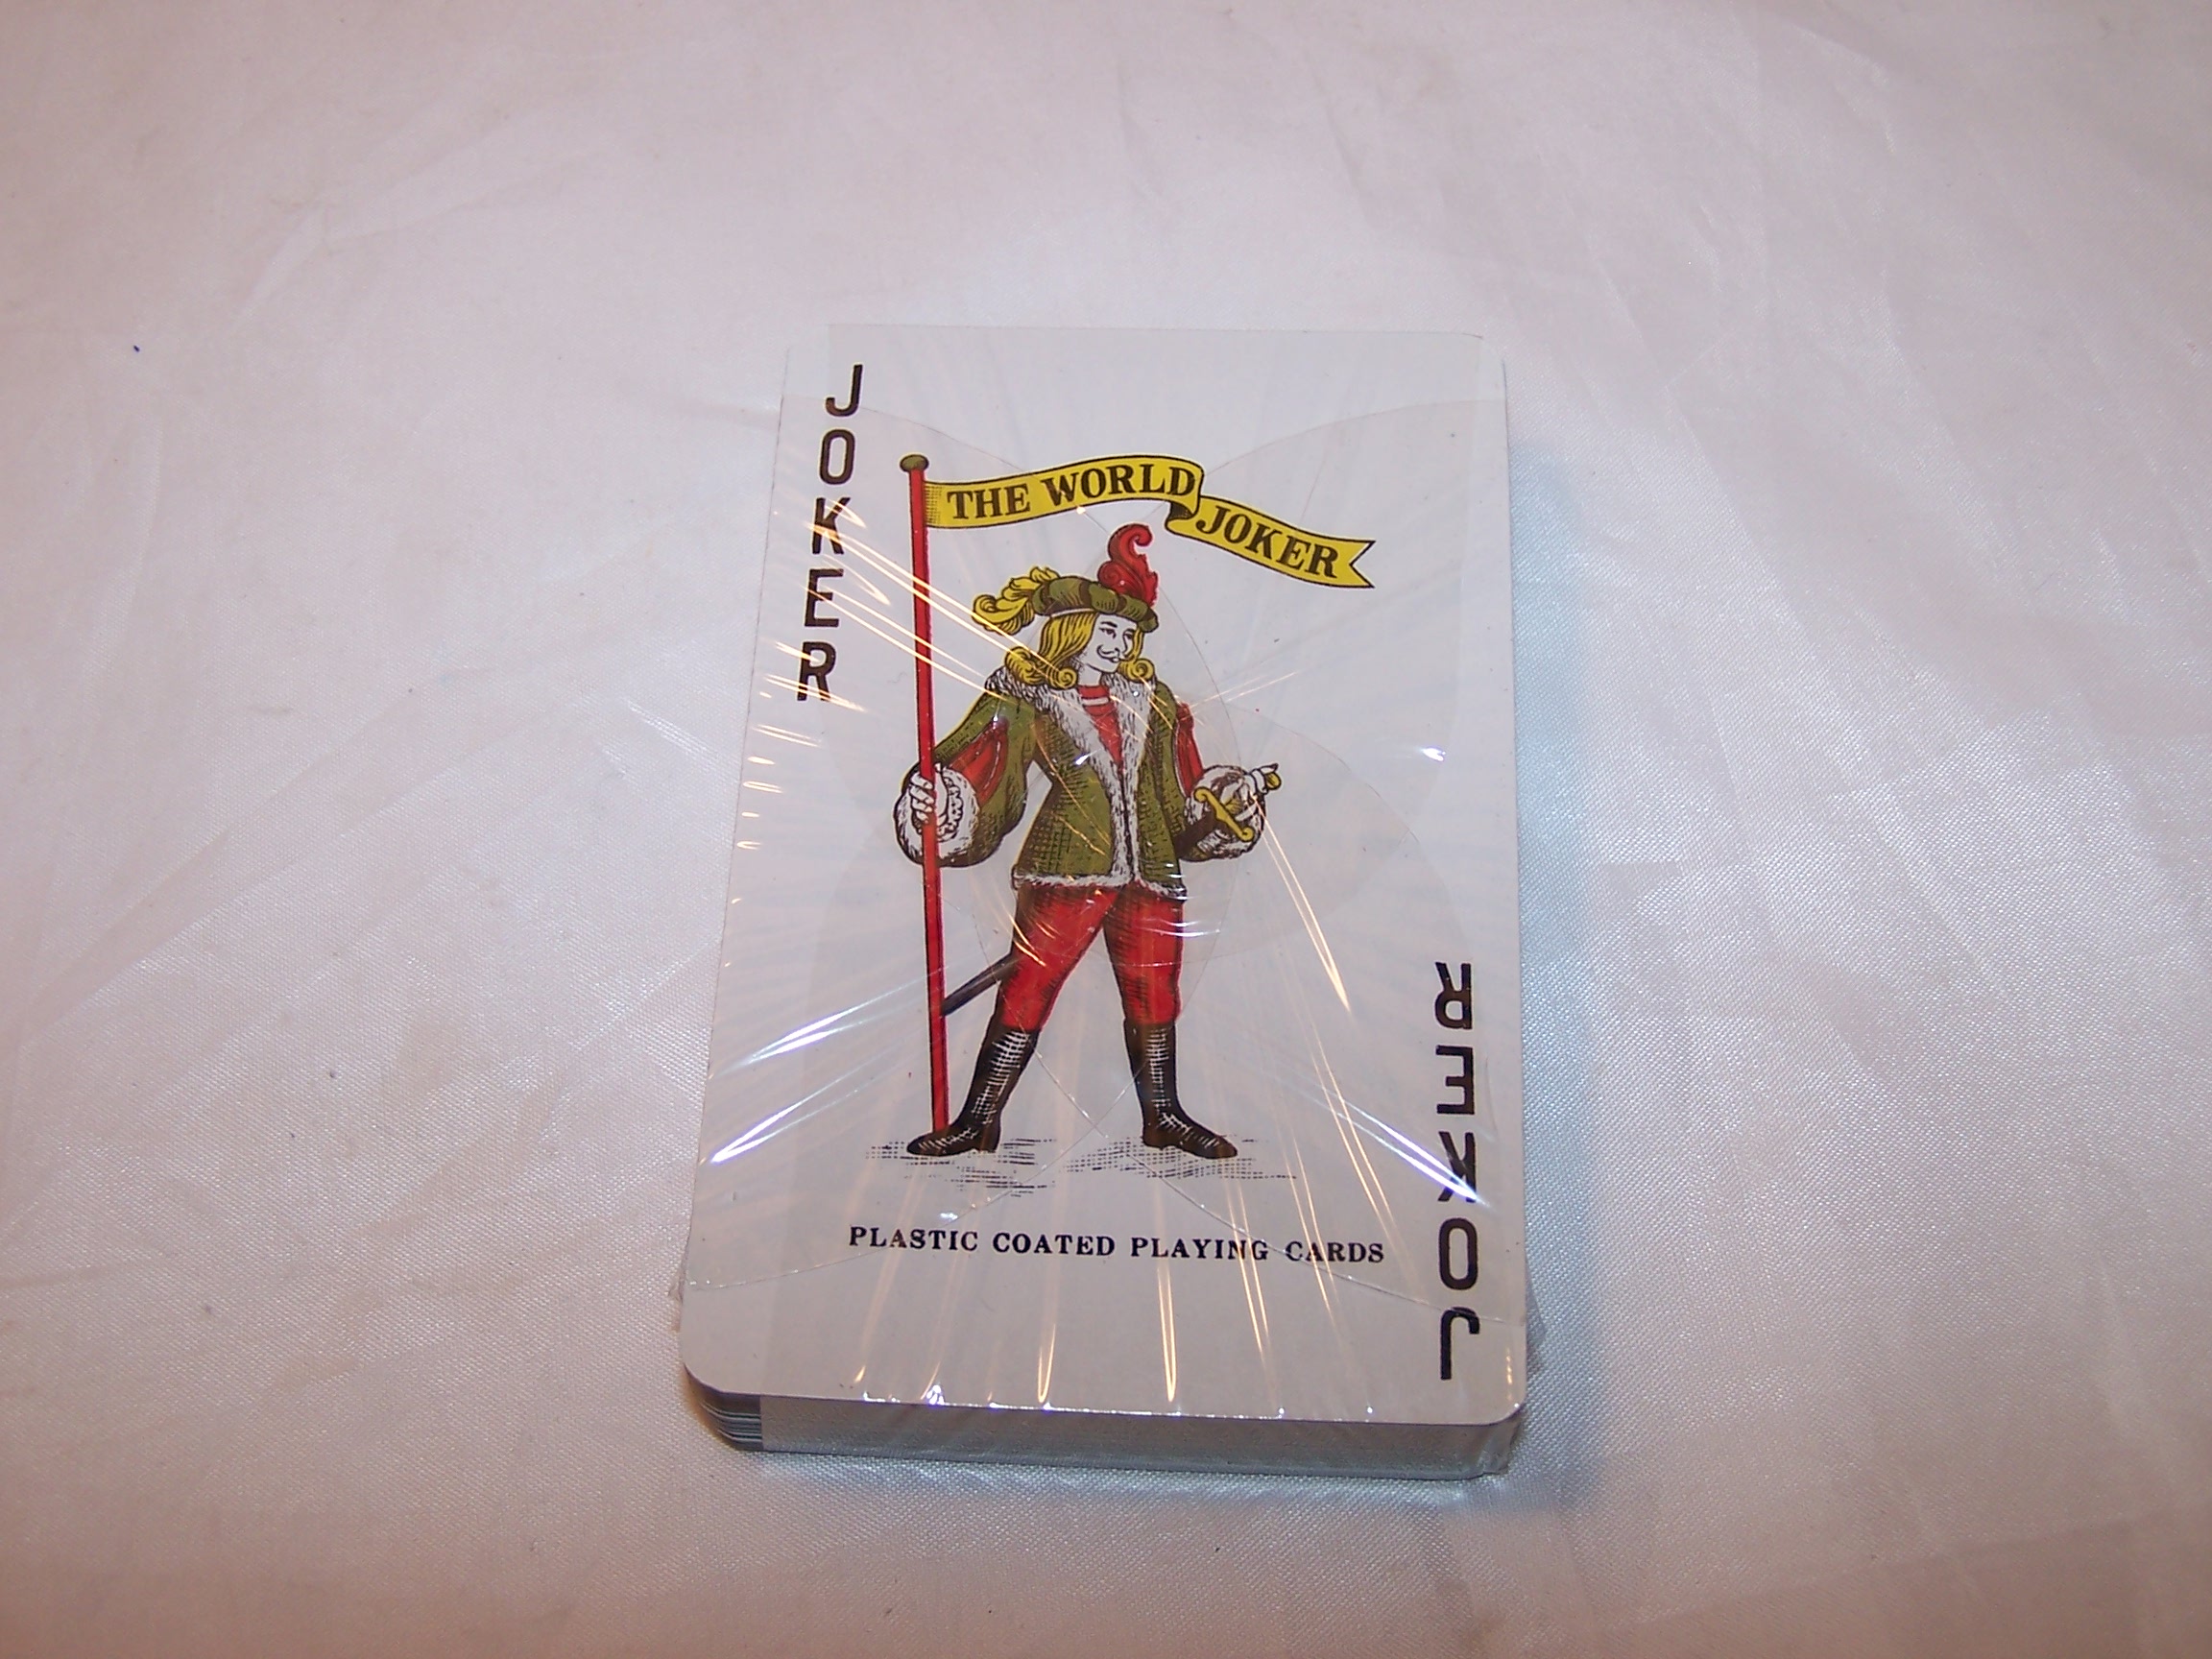 JOKER
THE WORLD
JOKER
PLASTIC COATED PLAYING CARDS
JOKER